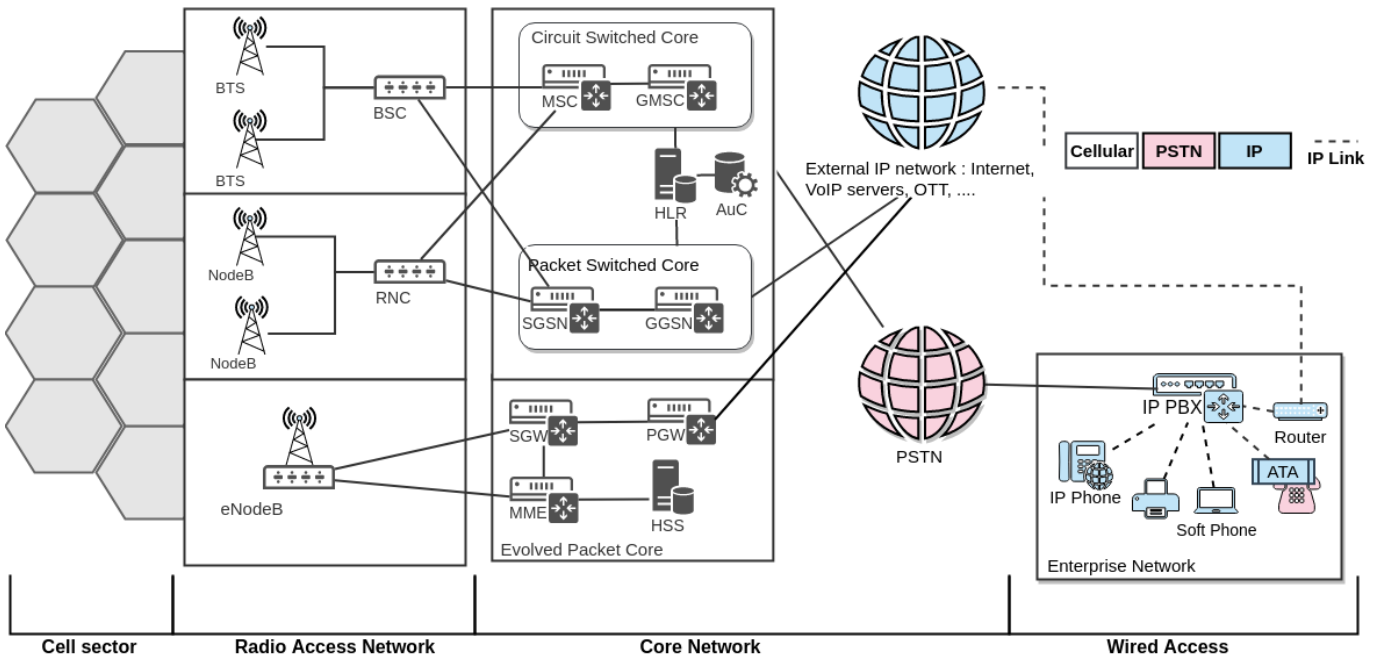 BTS
BTS
BSC
NodeB
NodeB
RNC
eNodeB
Circuit Switched Core
MSC
GMSC
HLR
AuC
Packet Switched Core
SGSN
GGSN
SGW
PGW
MME
HSS
Evolved Packet Core
External IP network : Internet,
VoIP servers, OTT, ....
PSTN
Cellular
PSTN
IP
IP Link
IP PBX
Router
IP Phone
ATA
Soft Phone
Enterprise Network
Cell sector
Radio Access Network
Core Network
Wired Access